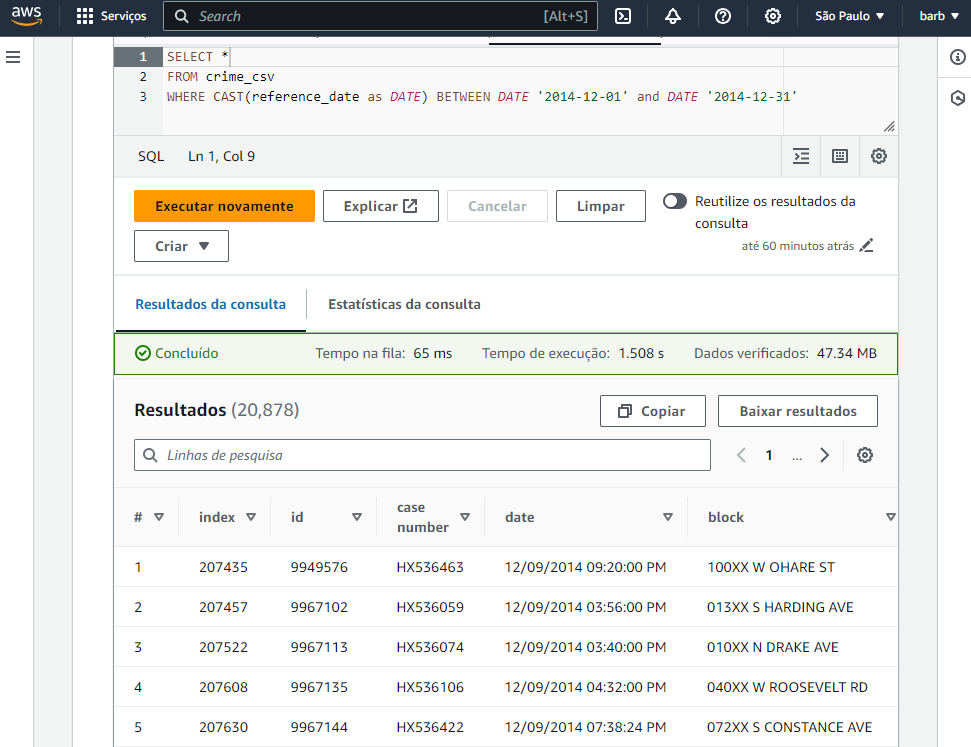 aws Serviços Search [Alt+S] São Paulo ▼ barb ▼
1 SELECT *
2 FROM crime_csv
3 WHERE CAST(reference_date as DATE) BETWEEN DATE '2014-12-01' and DATE '2014-12-31'
SQL Ln 1, Col 9
Executar novamente Explicar Cancelar Limpar Reutilize os resultados da
consulta
até 60 minutos atrás
Criar ▼
Resultados da consulta Estatísticas da consulta
Concluído Tempo na fila: 65 ms Tempo de execução: 1.508 s Dados verificados: 47.34 MB
Resultados (20,878) Copiar Baixar resultados
Linhas de pesquisa 1 ...
# index id case number date block
1 207435 9949576 HX536463 12/09/2014 09:20:00 PM 100XX W OHARE ST
2 207457 9967102 HX536059 12/09/2014 03:56:00 PM 013XX S HARDING AVE
3 207522 9967113 HX536074 12/09/2014 03:40:00 PM 010XX N DRAKE AVE
4 207608 9967135 HX536106 12/09/2014 04:32:00 PM 040XX W ROOSEVELT RD
5 207630 9967144 HX536422 12/09/2014 07:38:24 PM 072XX S CONSTANCE AVE